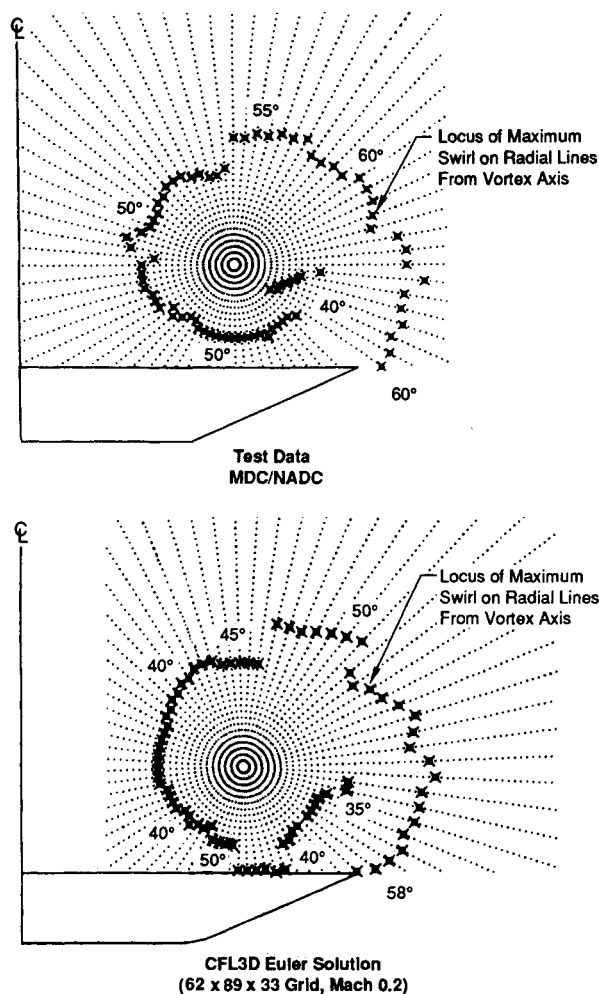 ℄
55°
Locus of Maximum
Swirl on Radial Lines
From Vortex Axis
60°
50°
40°
50°
60°
Test Data
MDC/NADC
℄
Locus of Maximum
Swirl on Radial Lines
From Vortex Axis
50°
45°
40°
35°
40°
50°
40°
58°
CFL3D Euler Solution
(62 x 89 x 33 Grid, Mach 0.2)